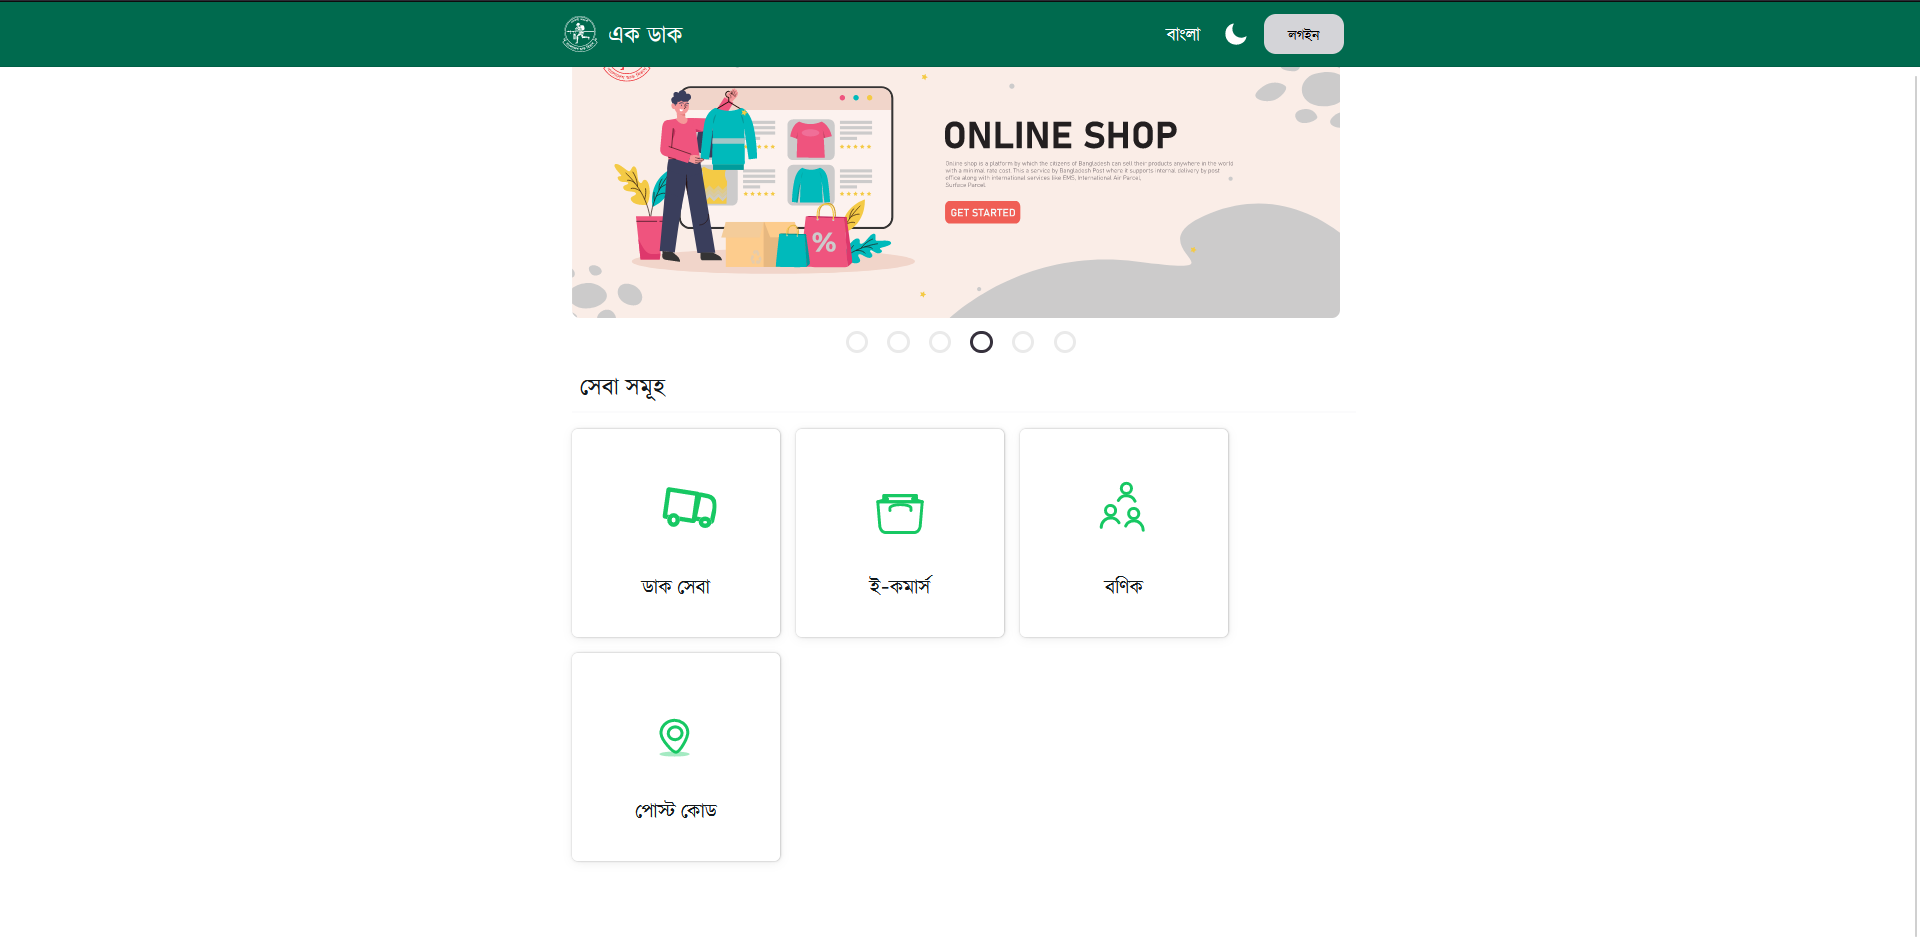 এক ডাক
বাংলা
লগইন
ONLINE SHOP
Online shop is a platform by which the citizens of Bangladesh can sell their products anywhere in the world
with a minimal rate cost. This a service by Bangladesh Post where it supports internal delivery by post
office along with international services like EMS, International Air Parcel,
Surface Parcel.
GET STARTED
%
সেবা সমূহ
ডাক সেবা
ই-কমার্স
বণিক
পোস্ট কোড